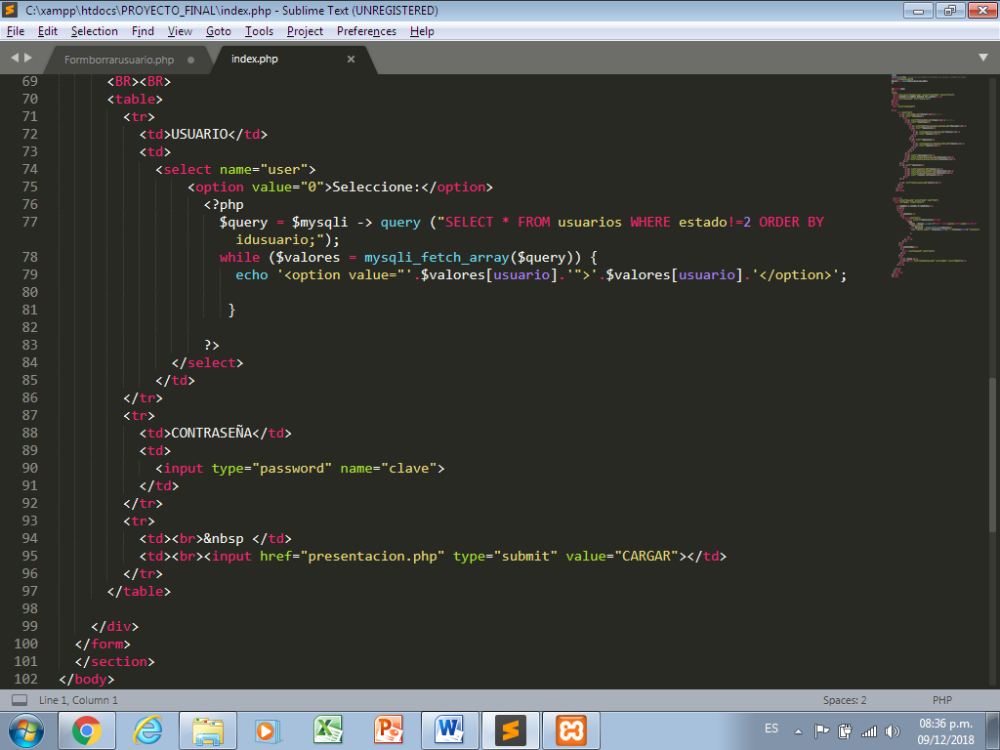 C:\xampp\htdocs\PROYECTO_FINAL\index.php - Sublime Text (UNREGISTERED)
File Edit Selection Find View Goto Tools Project Preferences Help
Formborrarusuario.php index.php
69 <BR><BR>
70 <table>
71 <tr>
72 <td>USUARIO</td>
73 <td>
74 <select name="user">
75 <option value="0">Seleccione:</option>
76 <?php
77 $query = $mysqli -> query ("SELECT * FROM usuarios WHERE estado!=2 ORDER BY
idusuario;");
78 while ($valores = mysqli_fetch_array($query)) {
79 echo '<option value="'.$valores[usuario].'">'.$valores[usuario].'</option>';
80
81 }
82
83 ?>
84 </select>
85 </td>
86 </tr>
87 <tr>
88 <td>CONTRASEÑA</td>
89 <td>
90 <input type="password" name="clave">
91 </td>
92 </tr>
93 <tr>
94 <td><br>&nbsp </td>
95 <td><br><input href="presentacion.php" type="submit" value="CARGAR"></td>
96 </tr>
97 </table>
98
99 </div>
100 </form>
101 </section>
102 </body>
Line 1, Column 1 Spaces: 2 PHP
ES 08:36 p.m.
09/12/2018